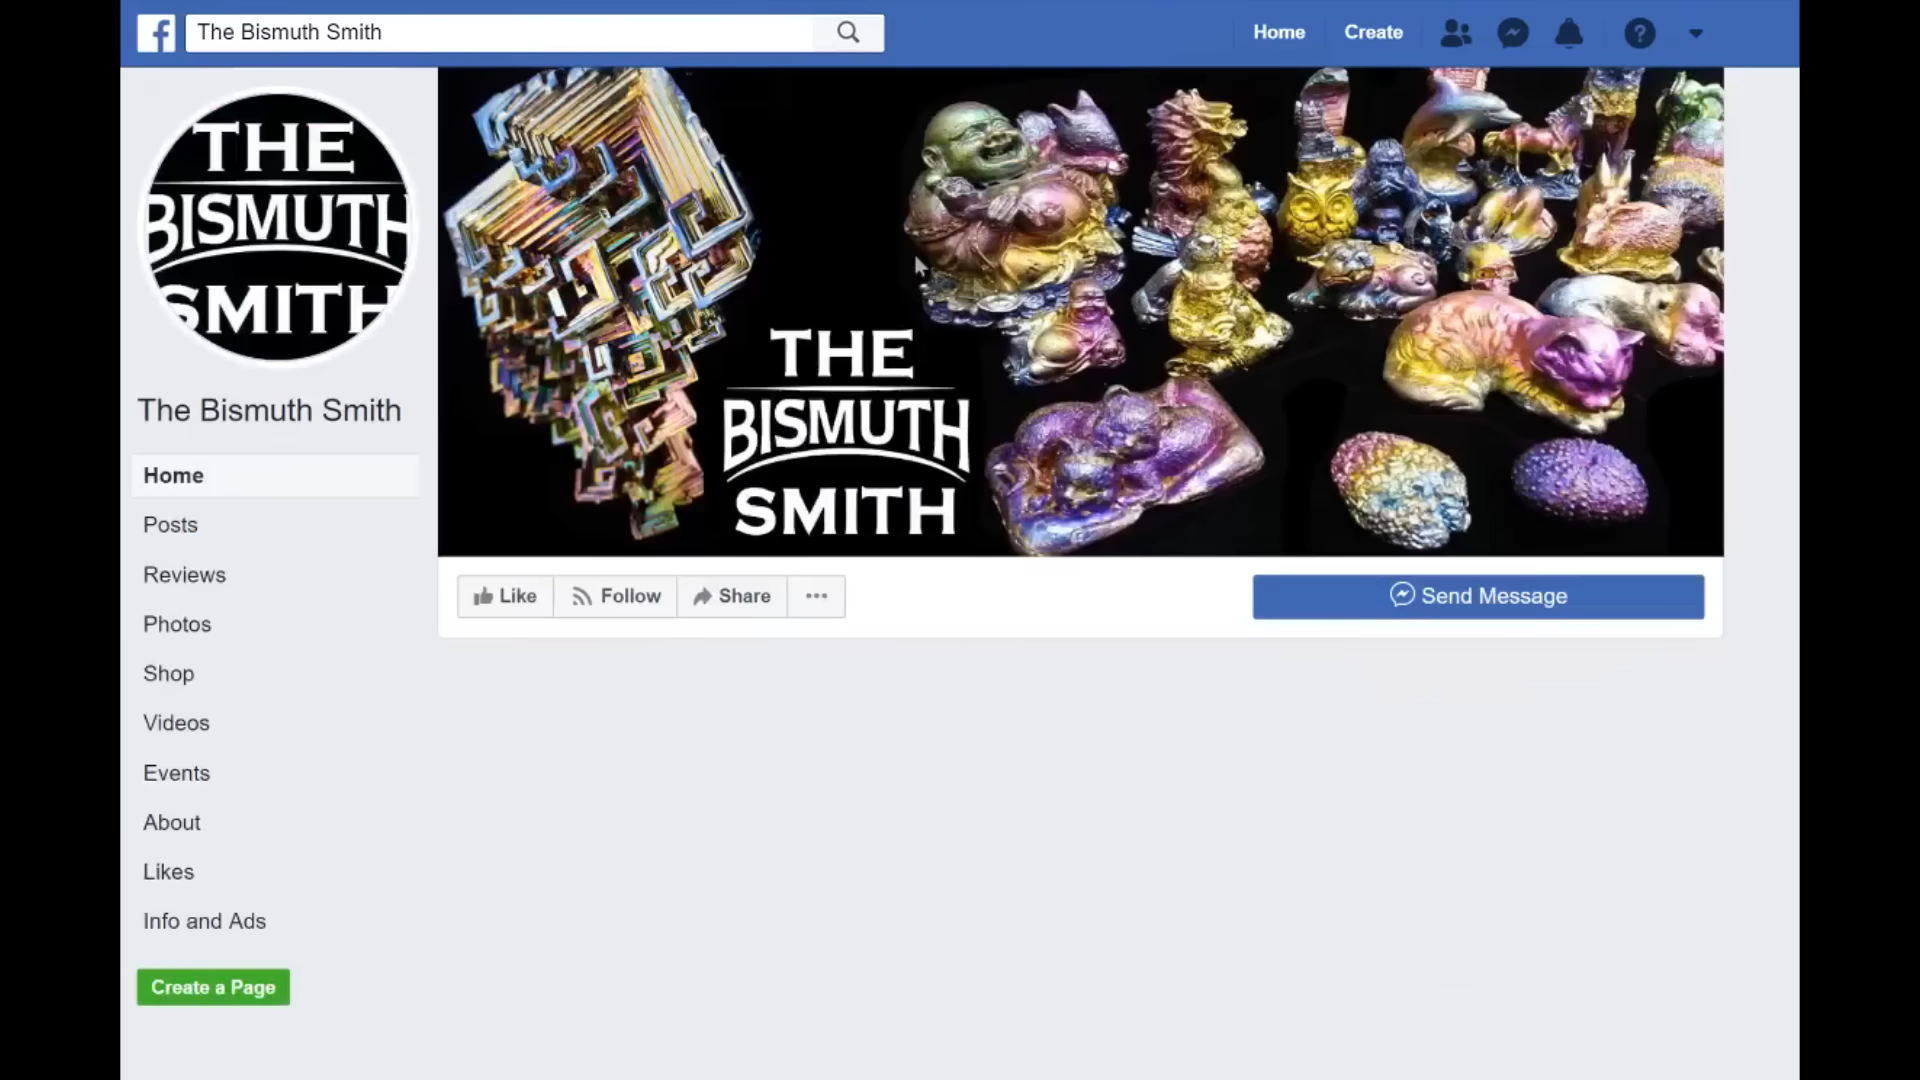 The Bismuth Smith
Home
Create
THE
BISMUTH
SMITH
The Bismuth Smith
Home
Posts
Reviews
Photos
Shop
Videos
Events
About
Likes
Info and Ads
Create a Page
THE
BISMUTH
SMITH
Like
Follow
Share
Send Message